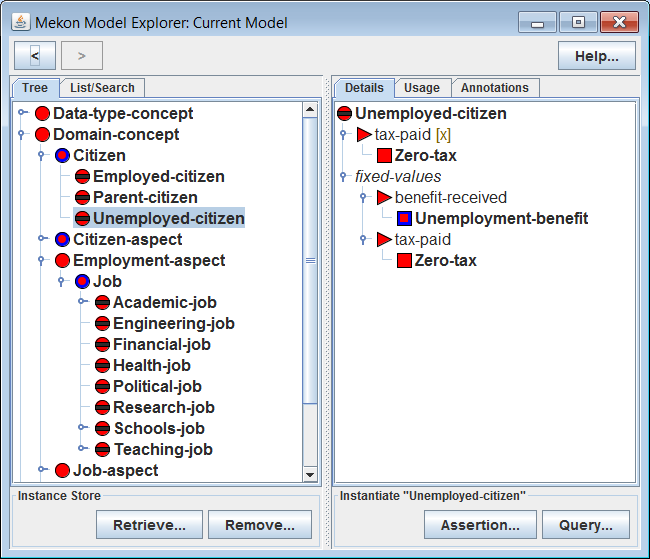 Mekon Model Explorer: Current Model
< > Help...
Tree List/Search
Data-type-concept
Domain-concept
Citizen
Employed-citizen
Parent-citizen
Unemployed-citizen
Citizen-aspect
Employment-aspect
Job
Academic-job
Engineering-job
Financial-job
Health-job
Political-job
Research-job
Schools-job
Teaching-job
Job-aspect
Instance Store
Retrieve... Remove...
Details Usage Annotations
Unemployed-citizen
tax-paid [x]
Zero-tax
fixed-values
benefit-received
Unemployment-benefit
tax-paid
Zero-tax
Instantiate "Unemployed-citizen"
Assertion... Query...